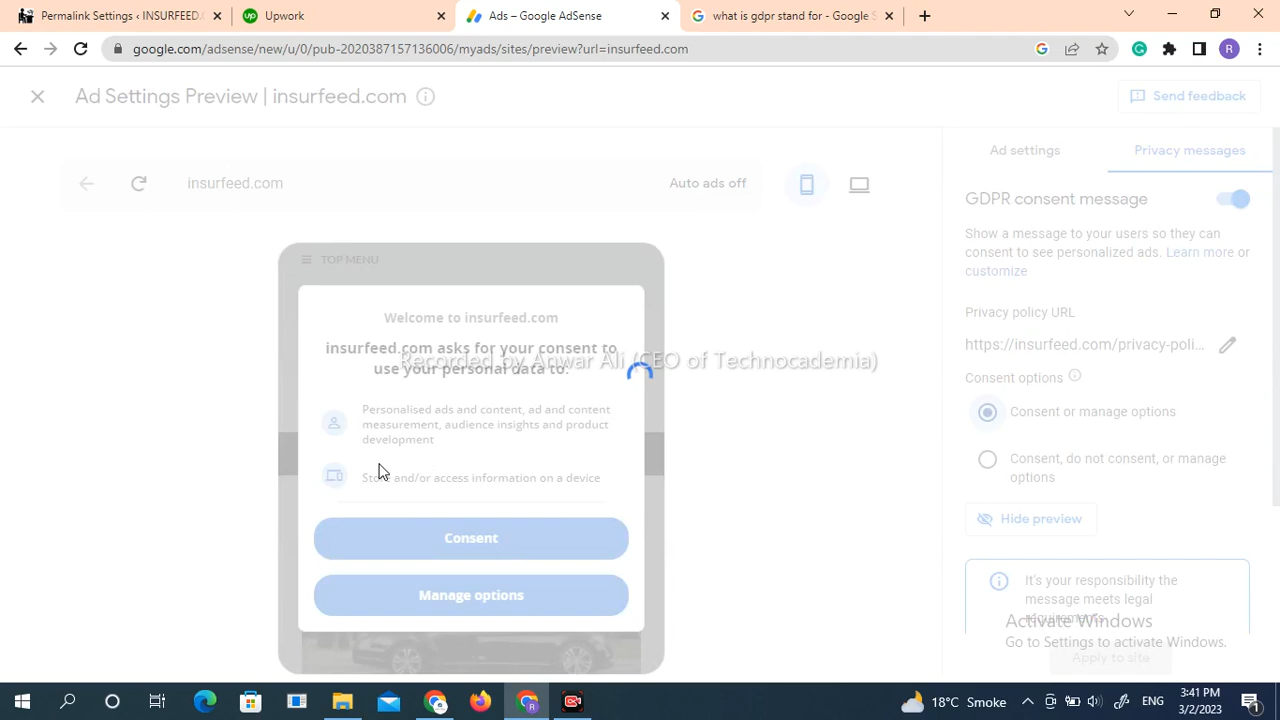 Permalink Settings ‹ INSURFEED.C
Upwork
Ads – Google AdSense
what is gdpr stand for - Google S
google.com/adsense/new/u/0/pub-2020387157136006/myads/sites/preview?url=insurfeed.com
R
Ad Settings Preview | insurfeed.com
Send feedback
insurfeed.com
Auto ads off
Ad settings
Privacy messages
GDPR consent message
Show a message to your users so they can
consent to see personalized ads. Learn more or
customize
Privacy policy URL
https://insurfeed.com/privacy-poli...
Consent options
Consent or manage options
Consent, do not consent, or manage
options
Hide preview
It's your responsibility the
message meets legal
requirements
Apply to site
TOP MENU
Welcome to insurfeed.com
insurfeed.com asks for your consent to
use your personal data to:
Personalised ads and content, ad and content
measurement, audience insights and product
development
Store and/or access information on a device
Consent
Manage options
Recorded by Anwar Ali (CEO of Technocademia)
Activate Windows
Go to Settings to activate Windows.
18°C Smoke
ENG
3:41 PM
3/2/2023
1